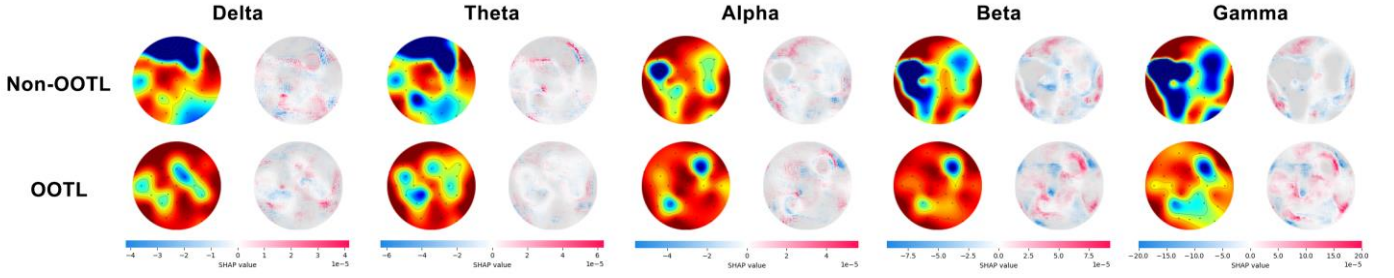 Delta Theta Alpha Beta Gamma
Non-OOTL
OOTL
−4 −2 0 1 2 3 4
SHAP value
1e−5
−6 −4 −2 0 2 4 6
SHAP value
1e−5
−4 −2 0 2 4
SHAP value
1e−5
−7.5 −5.0 −2.5 0.0 2.5 5.0 7.5
SHAP value
1e−5
−20.0 −15.0 −10.0 −5.0 0.0 5.0 10.0 15.0 20.0
SHAP value
1e−5